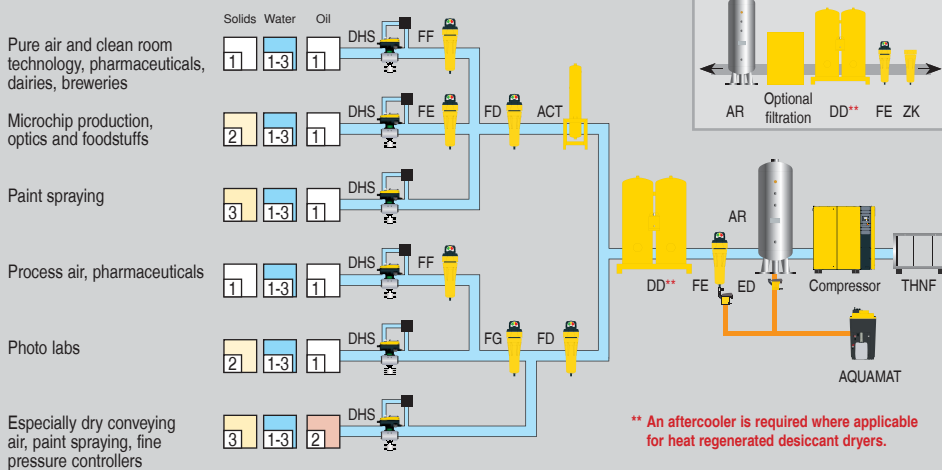 Solids Water Oil
Pure air and clean room
technology, pharmaceuticals,
dairies, breweries
1 1-3 1
DHS FF
Microchip production,
optics and foodstuffs
2 1-3 1
DHS FE FD ACT
Paint spraying
3 1-3 1
DHS
Process air, pharmaceuticals
1 1-3 1
DHS FF
Photo labs
2 1-3 1
DHS FG FD
Especially dry conveying
air, paint spraying, fine
pressure controllers
3 1-3 2
DHS
AR Optional
filtration DD** FE ZK
AR
DD** FE ED Compressor THNF
AQUAMAT
** An aftercooler is required where applicable
for heat regenerated desiccant dryers.